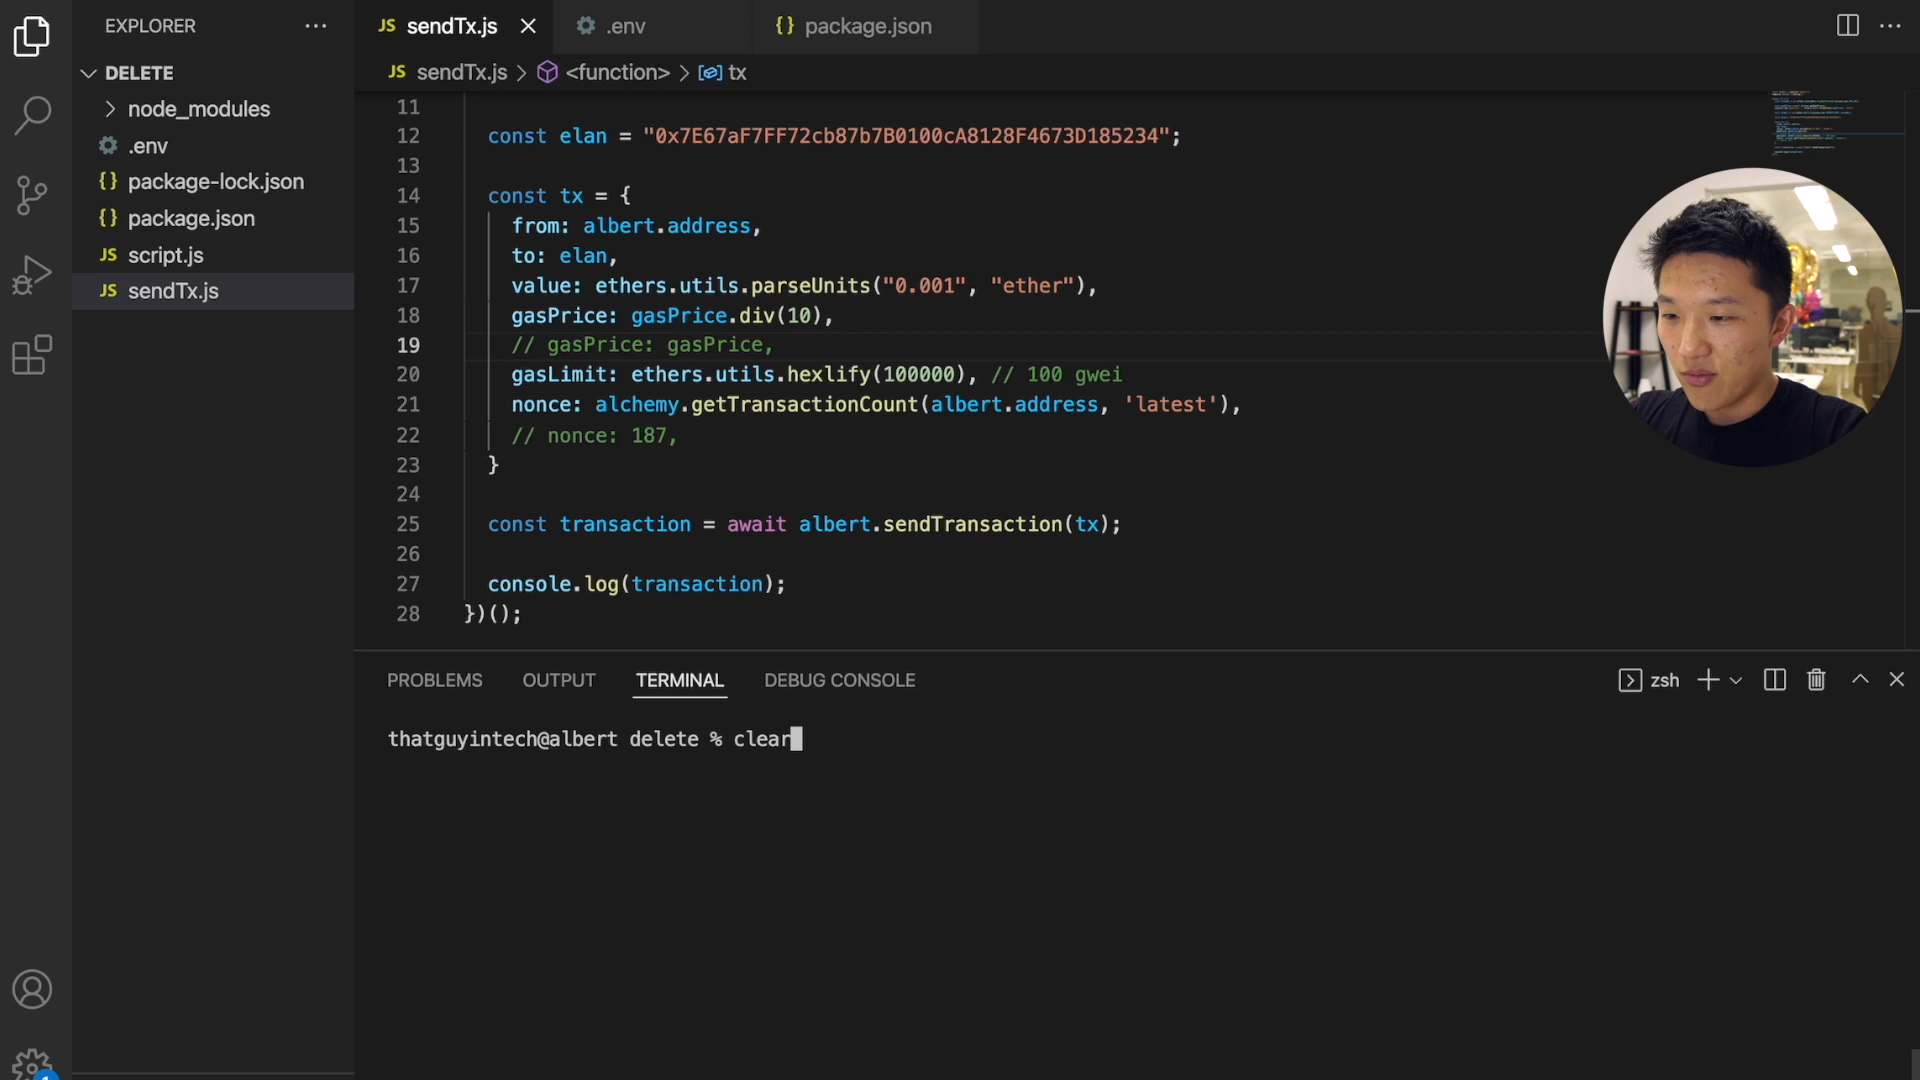 EXPLORER
DELETE
node_modules
.env
package-lock.json
package.json
script.js
sendTx.js
sendTx.js
.env
package.json
sendTx.js > <function> > tx
11
12 const elan = "0x7E67aF7FF72cb87b7B0100cA8128F4673D185234";
13
14 const tx = {
15 from: albert.address,
16 to: elan,
17 value: ethers.utils.parseUnits("0.001", "ether"),
18 gasPrice: gasPrice.div(10),
19 // gasPrice: gasPrice,
20 gasLimit: ethers.utils.hexlify(100000), // 100 gwei
21 nonce: alchemy.getTransactionCount(albert.address, 'latest'),
22 // nonce: 187,
23 }
24
25 const transaction = await albert.sendTransaction(tx);
26
27 console.log(transaction);
28 })();
PROBLEMS OUTPUT TERMINAL DEBUG CONSOLE
zsh
thatguyintech@albert delete % clear